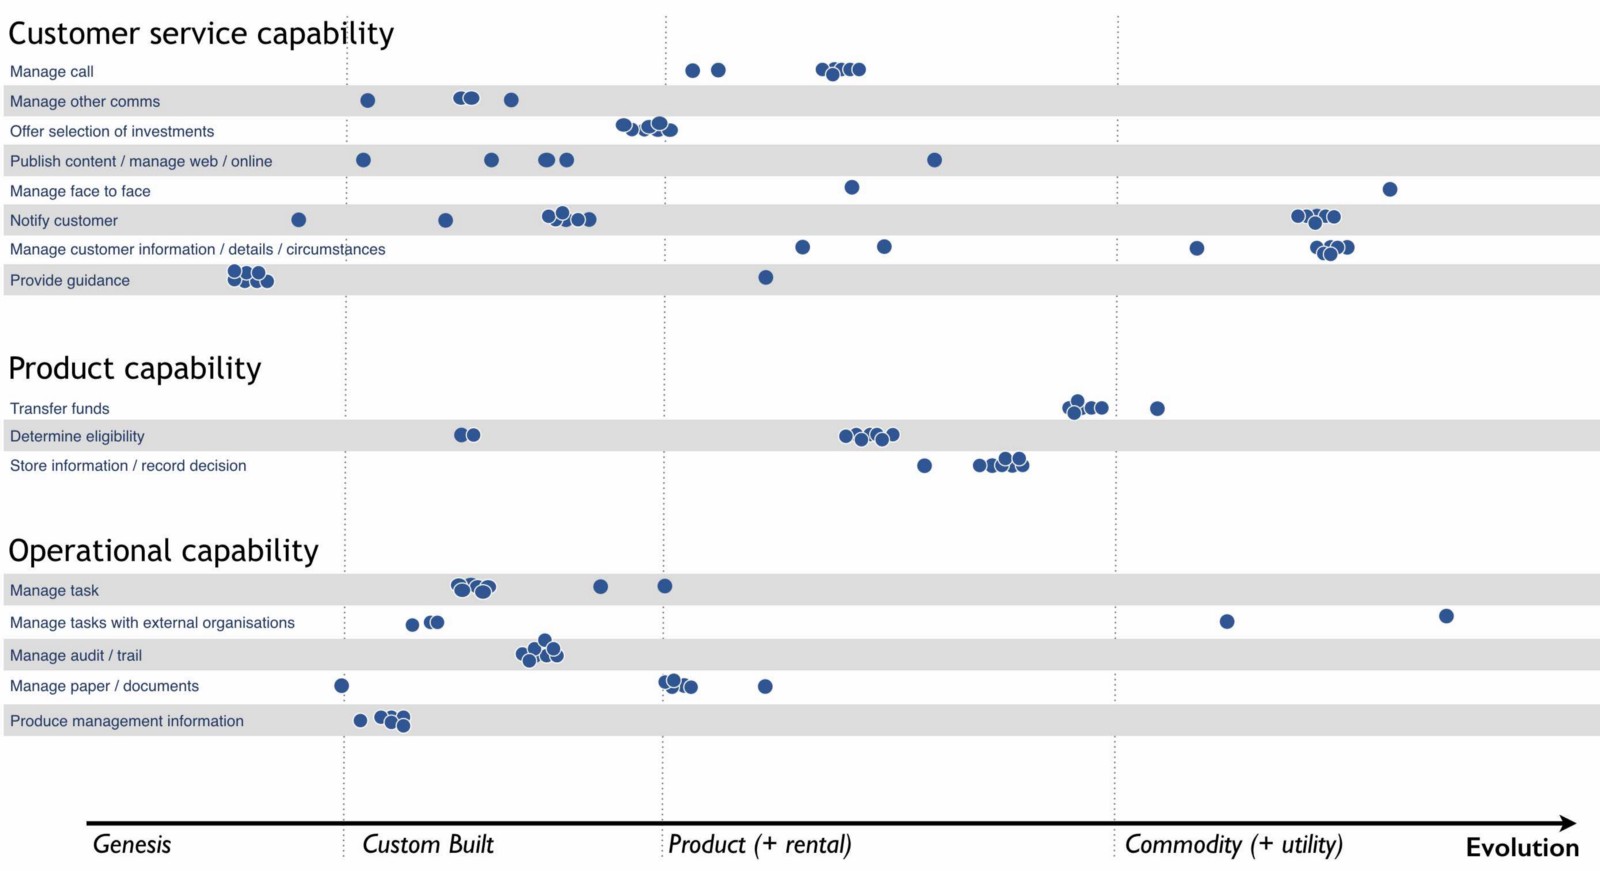 Customer service capability
Manage call
Manage other comms
Offer selection of investments
Publish content / manage web / online
Manage face to face
Notify customer
Manage customer information / details / circumstances
Provide guidance
Product capability
Transfer funds
Determine eligibility
Store information / record decision
Operational capability
Manage task
Manage tasks with external organisations
Manage audit / trail
Manage paper / documents
Produce management information
Genesis Custom Built Product (+ rental) Commodity (+ utility) Evolution